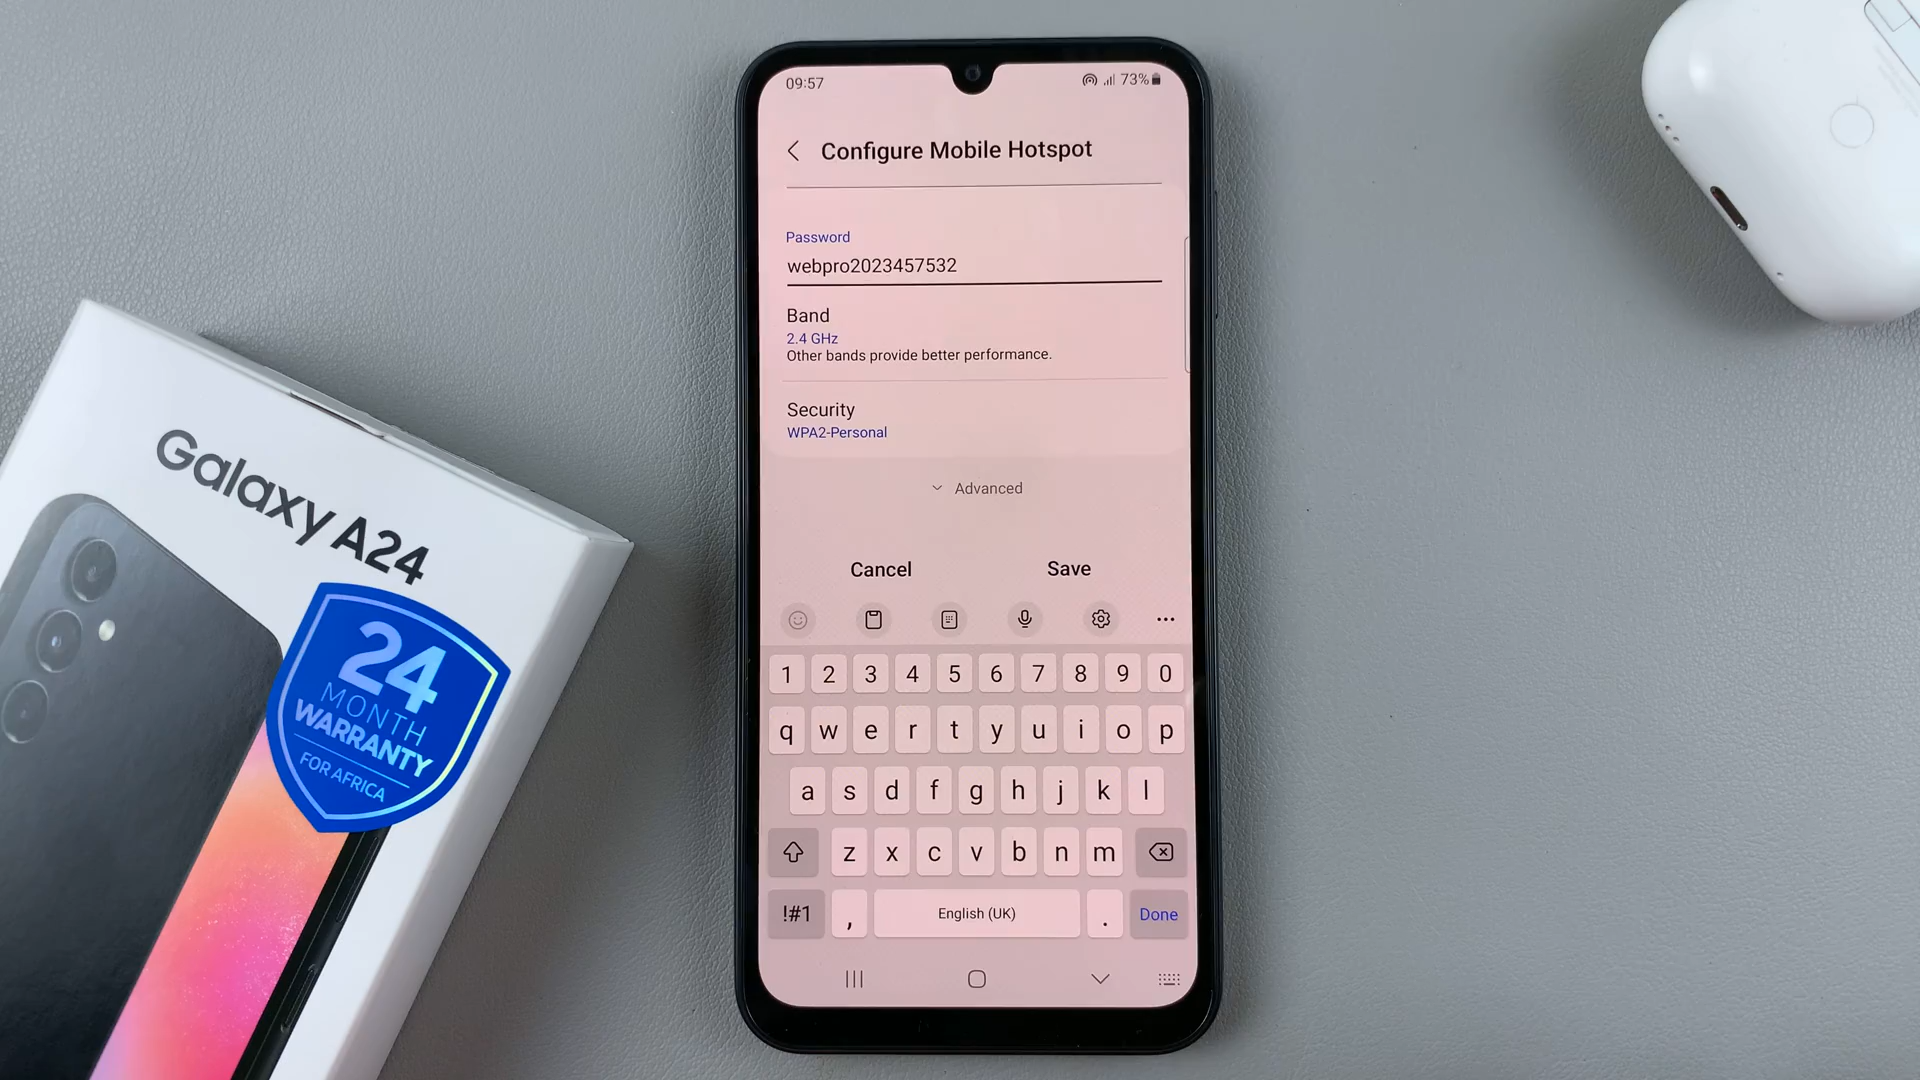 09:57
73%
Configure Mobile Hotspot
Password
webpro2023457532
Band
2.4 GHz
Other bands provide better performance.
Security
WPA2-Personal
Advanced
Cancel Save
1 2 3 4 5 6 7 8 9 0
q w e r t y u i o p
a s d f g h j k l
z x c v b n m
!#1 , English (UK) . Done
Galaxy A24
24
MONTH
WARRANTY
FOR AFRICA